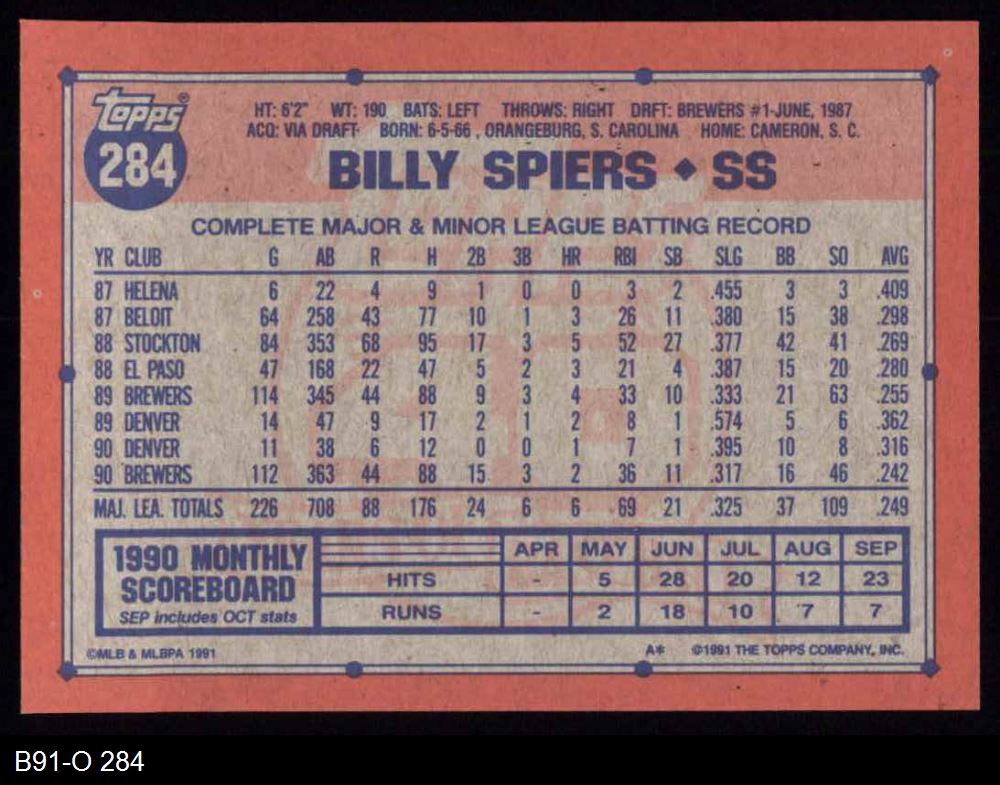 Topps®
284
HT: 6'2" WT: 190 BATS: LEFT THROWS: RIGHT DRFT: BREWERS #1-JUNE, 1987
ACQ: VIA DRAFT BORN: 6-5-66, ORANGEBURG, S. CAROLINA HOME: CAMERON, S. C.
BILLY SPIERS ◆ SS
COMPLETE MAJOR & MINOR LEAGUE BATTING RECORD
YR CLUB G AB R H 2B 3B HR RBI SB SLG BB SO AVG
87 HELENA 6 22 4 9 1 0 0 3 2 .455 3 3 .409
87 BELOIT 64 258 43 77 10 1 3 26 11 .380 15 38 .298
88 STOCKTON 84 353 68 95 17 3 5 52 27 .377 42 41 .269
88 EL PASO 47 168 22 47 5 2 3 21 4 .387 15 20 .280
89 BREWERS 114 345 44 88 9 3 4 33 10 .333 21 63 .255
89 DENVER 14 47 9 17 2 1 2 8 1 .574 5 6 .362
90 DENVER 11 38 6 12 0 0 1 7 1 .395 10 8 .316
90 BREWERS 112 363 44 88 15 3 2 36 11 .317 16 46 .242
MAJ. LEA. TOTALS 226 708 88 176 24 6 6 69 21 .325 37 109 .249
1990 MONTHLY
SCOREBOARD
SEP includes OCT stats
APR MAY JUN JUL AUG SEP
HITS - 5 28 20 12 23
RUNS - 2 18 10 7 7
©MLB & MLBPA 1991 A* ©1991 THE TOPPS COMPANY, INC.
B91-O 284